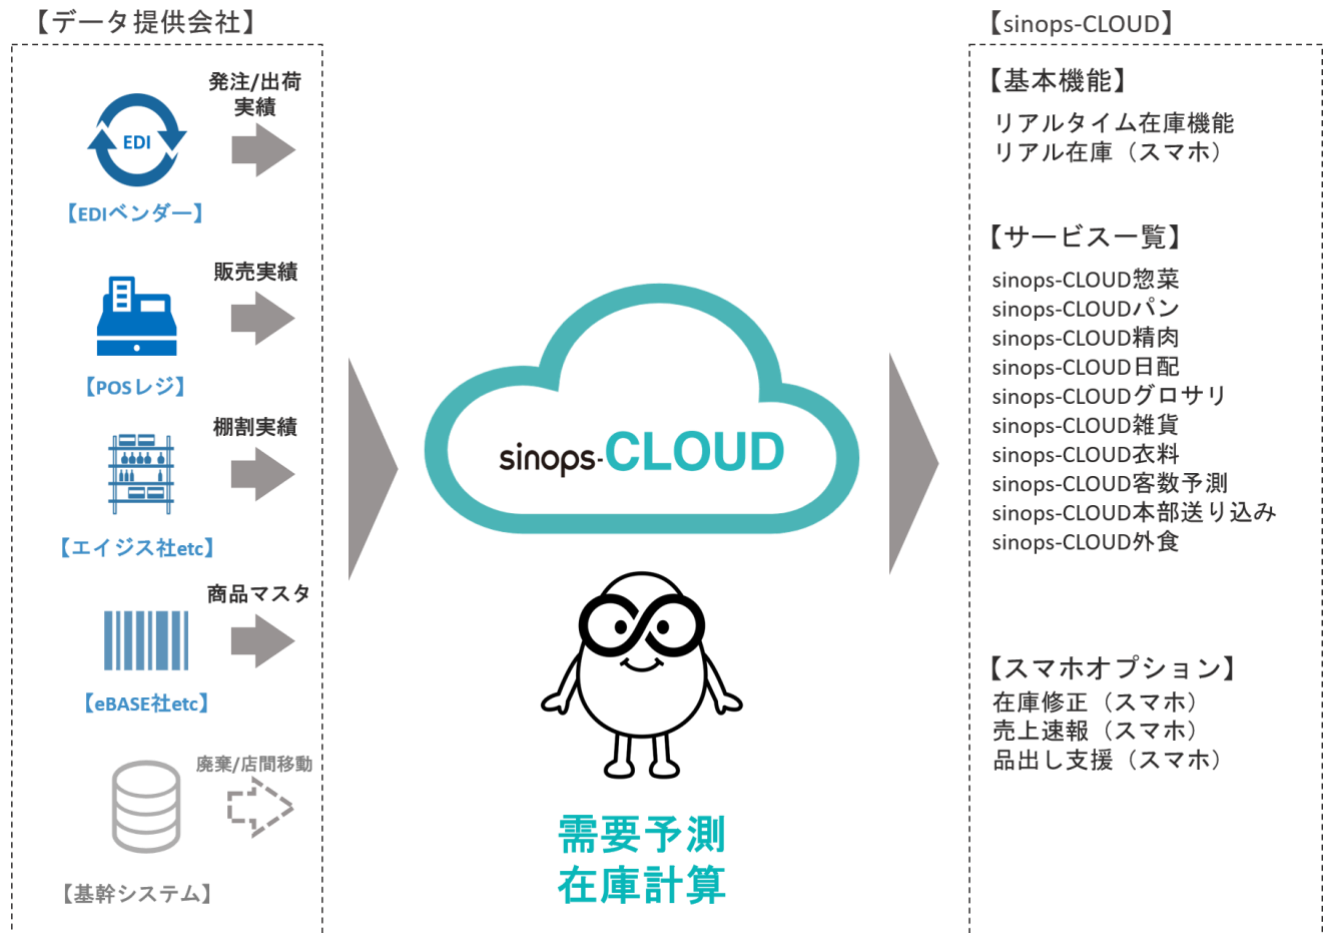 【データ提供会社】
発注/出荷
実績
EDI
【EDIベンダー】
販売実績
【POSレジ】
棚割実績
【エイジス社etc】
商品マスタ
【eBASE社etc】
廃棄/店間移動
【基幹システム】
sinops-CLOUD
需要予測
在庫計算
【sinops-CLOUD】
【基本機能】
リアルタイム在庫機能
リアル在庫（スマホ）
【サービス一覧】
sinops-CLOUD惣菜
sinops-CLOUDパン
sinops-CLOUD精肉
sinops-CLOUD日配
sinops-CLOUDグロサリ
sinops-CLOUD雑貨
sinops-CLOUD衣料
sinops-CLOUD客数予測
sinops-CLOUD本部送り込み
sinops-CLOUD外食
【スマホオプション】
在庫修正（スマホ）
売上速報（スマホ）
品出し支援（スマホ）